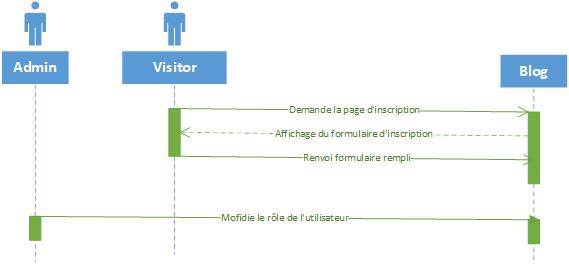 Admin
Visitor
Blog
Demande la page d'inscription
Affichage du formulaire d'inscription
Renvoi formulaire rempli
Mofidie le rôle de l'utilisateur